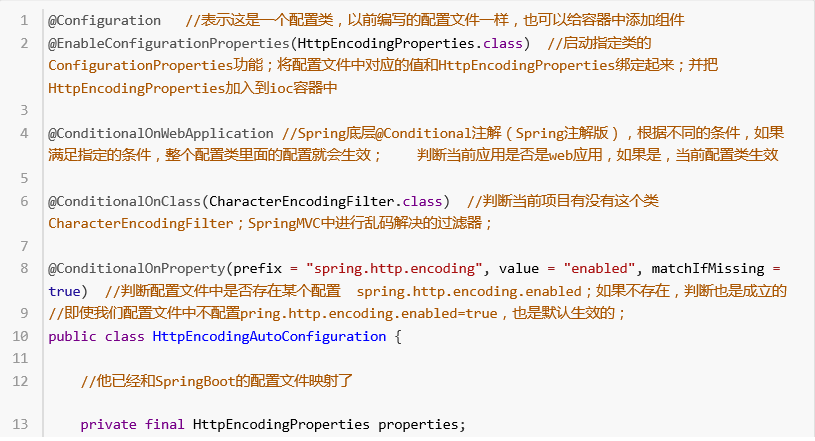 1 @Configuration   //表示这是一个配置类，以前编写的配置文件一样，也可以给容器中添加组件
2 @EnableConfigurationProperties(HttpEncodingProperties.class)  //启动指定类的
ConfigurationProperties功能；将配置文件中对应的值和HttpEncodingProperties绑定起来；并把
HttpEncodingProperties加入到ioc容器中
3
4 @ConditionalOnWebApplication //Spring底层@Conditional注解（Spring注解版），根据不同的条件，如果
满足指定的条件，整个配置类里面的配置就会生效；    判断当前应用是否是web应用，如果是，当前配置类生效
5
6 @ConditionalOnClass(CharacterEncodingFilter.class)  //判断当前项目有没有这个类
CharacterEncodingFilter；SpringMVC中进行乱码解决的过滤器；
7
8 @ConditionalOnProperty(prefix = "spring.http.encoding", value = "enabled", matchIfMissing =
true)  //判断配置文件中是否存在某个配置  spring.http.encoding.enabled；如果不存在，判断也是成立的
9 //即使我们配置文件中不配置pring.http.encoding.enabled=true，也是默认生效的；
10 public class HttpEncodingAutoConfiguration {
11
12     //他已经和SpringBoot的配置文件映射了
13     private final HttpEncodingProperties properties;